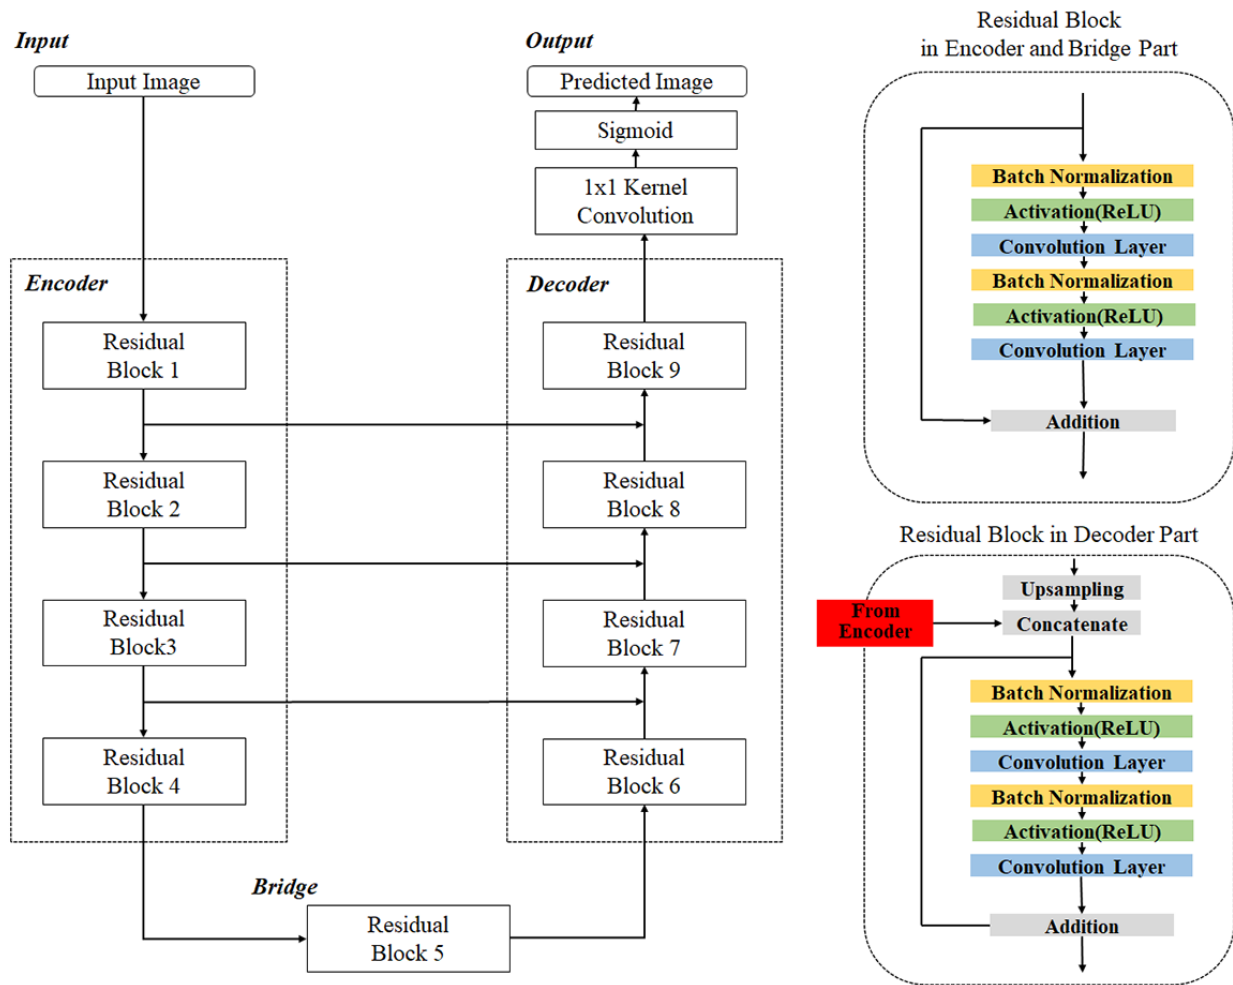 Input
Input Image
Encoder
Residual
Block 1
Residual
Block 2
Residual
Block3
Residual
Block 4
Bridge
Residual
Block 5
Output
Predicted Image
Sigmoid
1x1 Kernel
Convolution
Decoder
Residual
Block 9
Residual
Block 8
Residual
Block 7
Residual
Block 6
Residual Block
in Encoder and Bridge Part
Batch Normalization
Activation(ReLU)
Convolution Layer
Batch Normalization
Activation(ReLU)
Convolution Layer
Addition
Residual Block in Decoder Part
Upsampling
From
Encoder
Concatenate
Batch Normalization
Activation(ReLU)
Convolution Layer
Batch Normalization
Activation(ReLU)
Convolution Layer
Addition